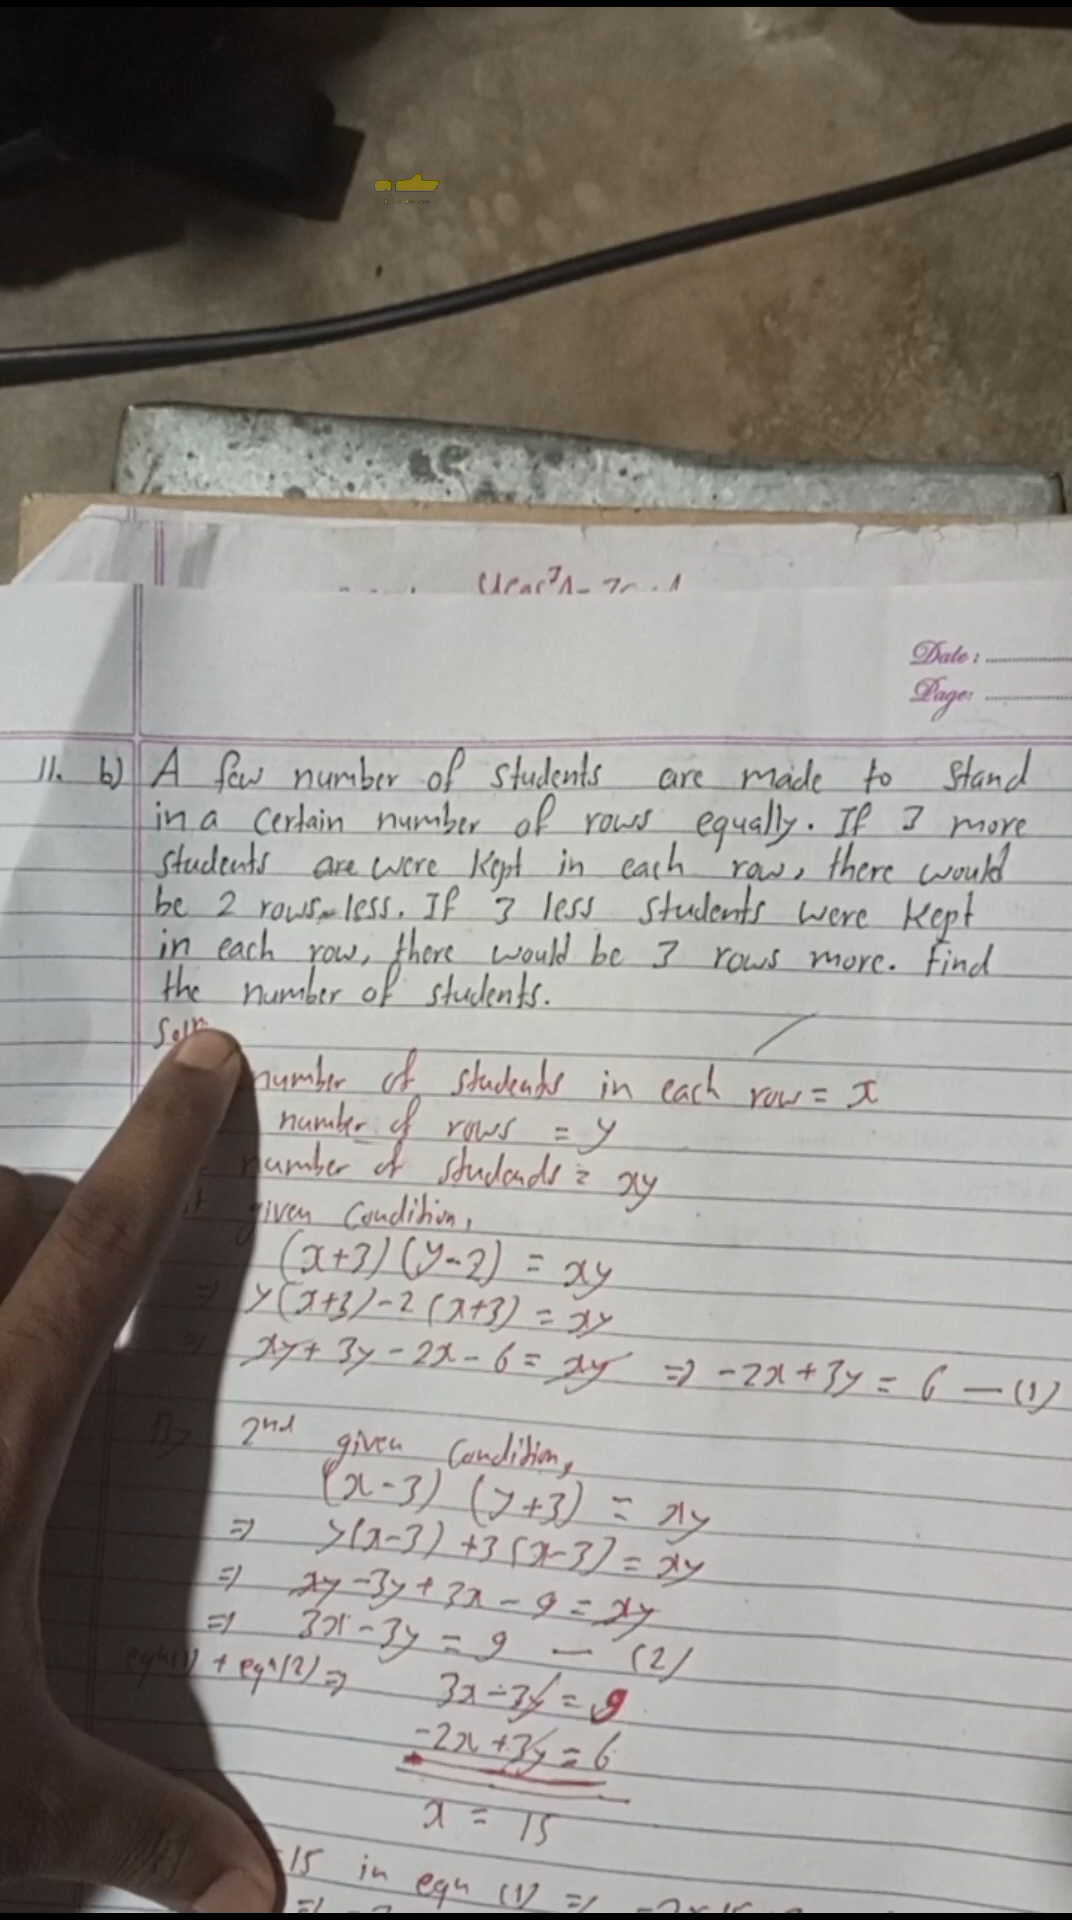 Date:
Page:
11. b) A few number of students are made to stand
in a certain number of rows equally. If 3 more
students are were kept in each row, there would
be 2 rows less. If 3 less students were kept
in each row, there would be 3 rows more. Find
the number of students.
Soln
number of students in each row = x
number of rows = y
number of students = xy
given condition,
(x+3) (y-2) = xy
=> y(x+3)-2(x+3) = xy
=> xy + 3y - 2x - 6 = xy => -2x + 3y = 6 — (1)
By 2nd given condition,
(x-3) (y+3) = xy
=> y(x-3) +3(x-3) = xy
=> xy-3y+3x-9=xy
=> 3x-3y = 9 — (2)
eqn(1) + eqn(2) => 3x-3y = 9
-2x+3y = 6
x = 15
=15 in eqn (1) =>